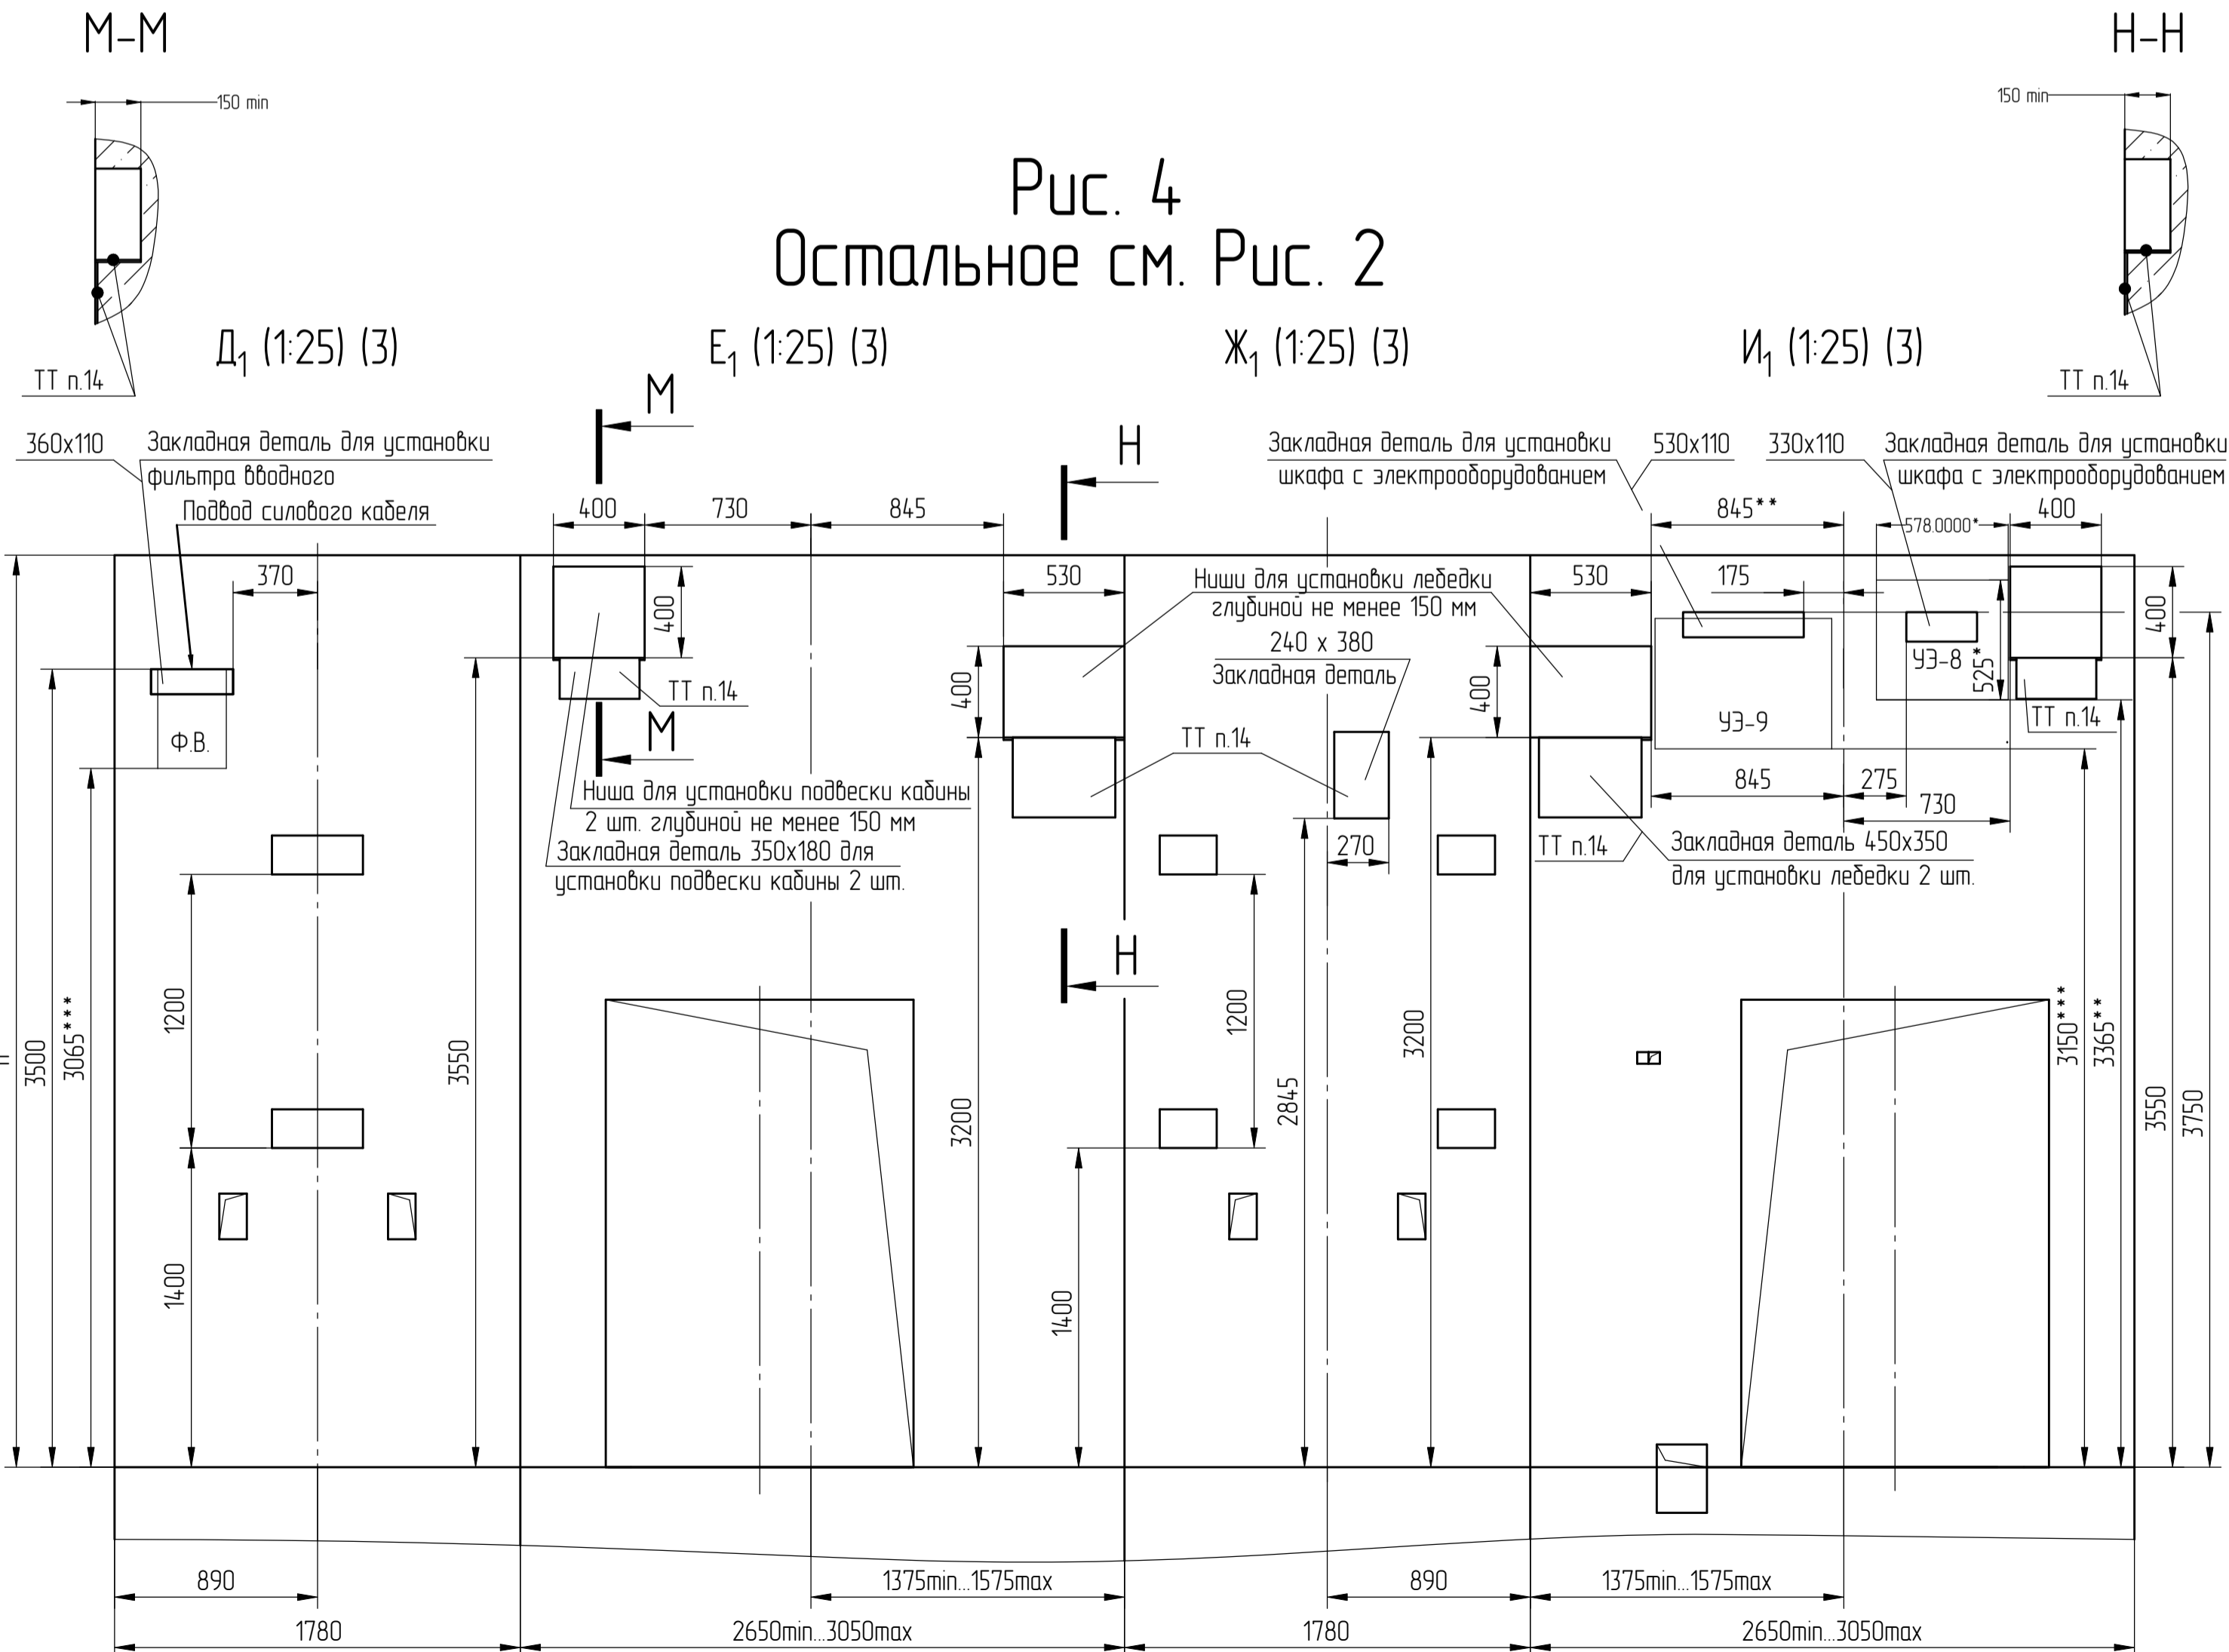 М–М
Н–Н
150 min
150 min
Рис. 4
Остальное см. Рис. 2
Д₁ (1:25) (3)
Е₁ (1:25) (3)
Ж₁ (1:25) (3)
И₁ (1:25) (3)
ТТ п.14
ТТ п.14
М
Н
360х110
Закладная деталь для установки
фильтра вводного
Подвод силового кабеля
Закладная деталь для установки
шкафа с электрооборудованием
530х110
330х110
Закладная деталь для установки
шкафа с электрооборудованием
400
730
845
845**
578.0000*
400
370
400
530
Ниши для установки лебедки
глубиной не менее 150 мм
240 х 380
Закладная деталь
530
175
400
УЭ-8
525*
ТТ п.14
400
400
УЭ-9
ТТ п.14
Ф.В.
М
ТТ п.14
845
275
730
Ниша для установки подвески кабины
2 шт. глубиной не менее 150 мм
Закладная деталь 350х180 для
установки подвески кабины 2 шт.
270
ТТ п.14
Закладная деталь 450х350
для установки лебедки 2 шт.
Н
3500
3065***
1200
3550
3200
1200
2845
3200
3150***
3365**
3550
3750
1400
1400
890
1375min...1575max
890
1375min...1575max
1780
2650min...3050max
1780
2650min...3050max